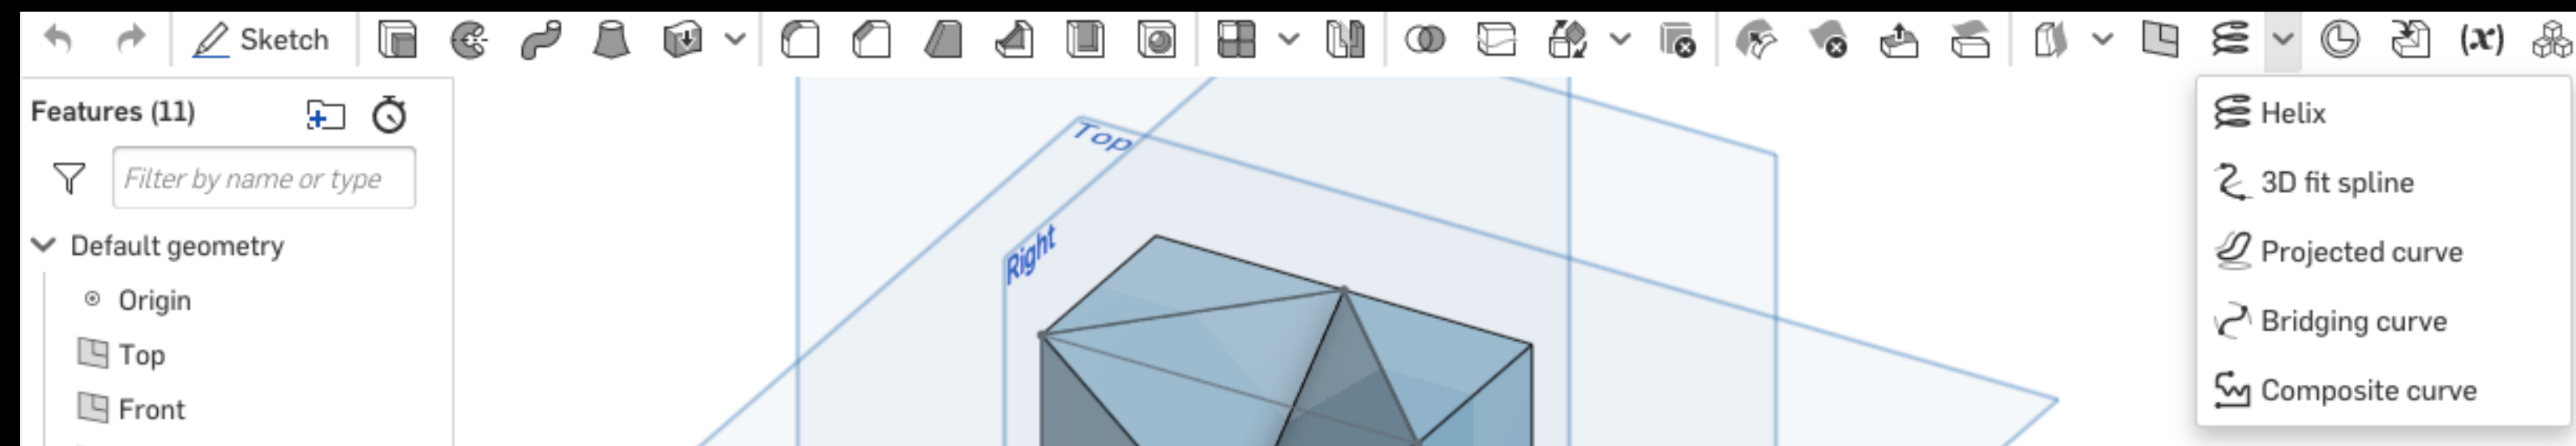 Sketch
(x)
Features (11)
Filter by name or type
Default geometry
Origin
Top
Front
Top
Right
Helix
3D fit spline
Projected curve
Bridging curve
Composite curve